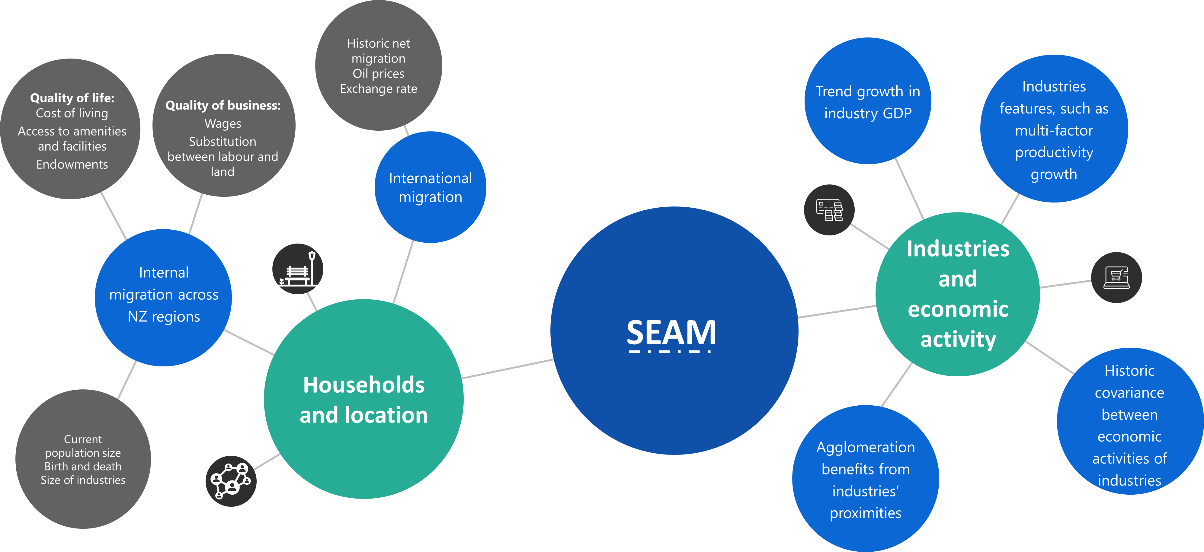 Historic net
migration
Oil prices
Exchange rate
Quality of life:
Cost of living
Access to amenities
and facilities
Endowments
Quality of business:
Wages
Substitution
between labour and
land
International
migration
Internal
migration across
NZ regions
Households
and location
Current
population size
Birth and death
Size of industries
SEAM
Trend growth in
industry GDP
Industries
features, such as
multi-factor
productivity
growth
Industries
and
economic
activity
Agglomeration
benefits from
industries’
proximities
Historic
covariance
between
economic
activities of
industries